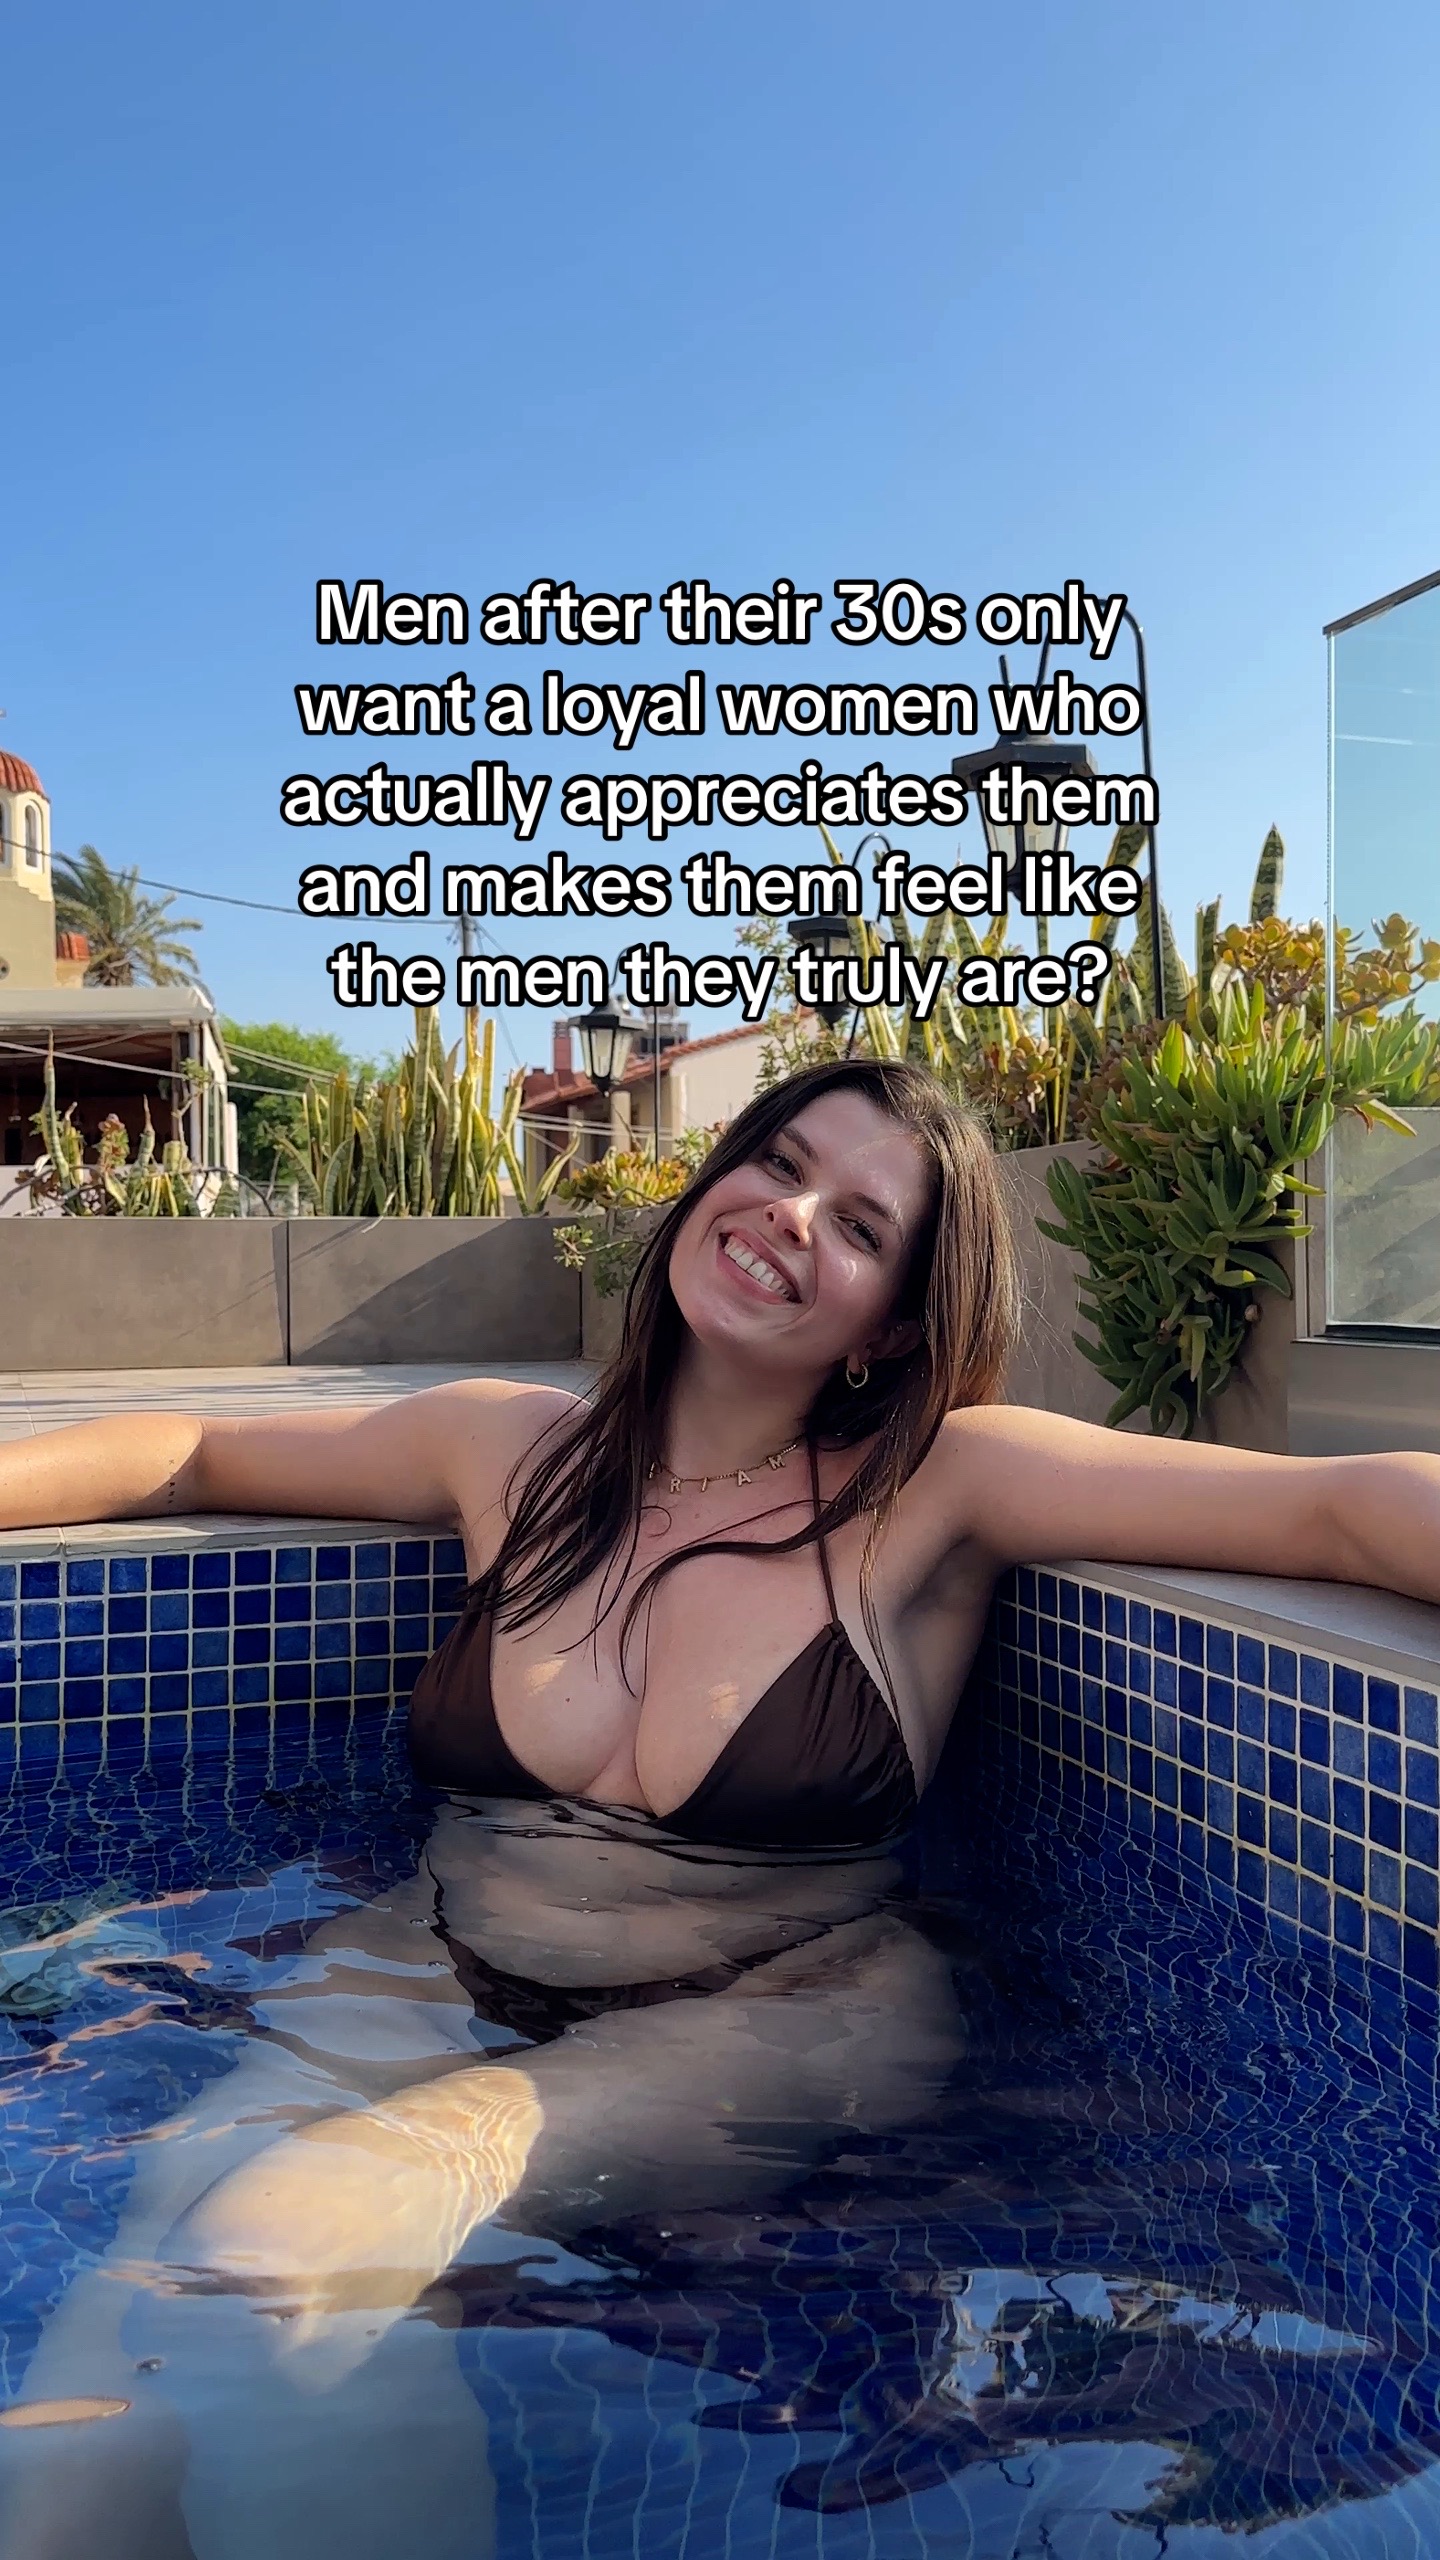 Men after their 30s only
want a loyal women who
actually appreciates them
and makes them feel like
the men they truly are?
I R I A M